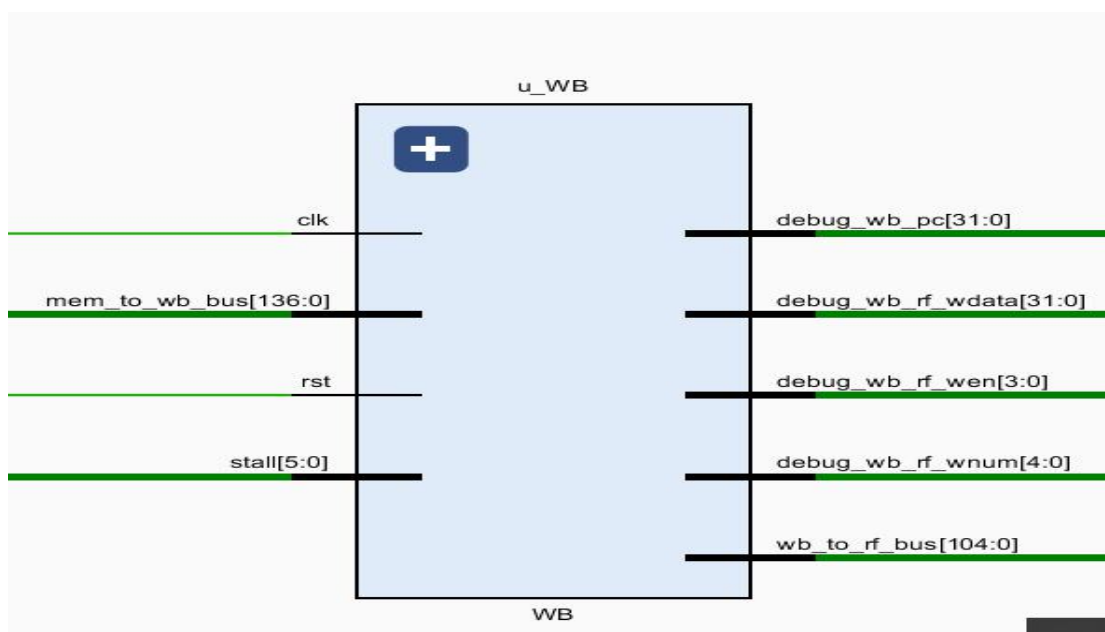 u_WB
clk
debug_wb_pc[31:0]
mem_to_wb_bus[136:0]
debug_wb_rf_wdata[31:0]
rst
debug_wb_rf_wen[3:0]
stall[5:0]
debug_wb_rf_wnum[4:0]
wb_to_rf_bus[104:0]
WB